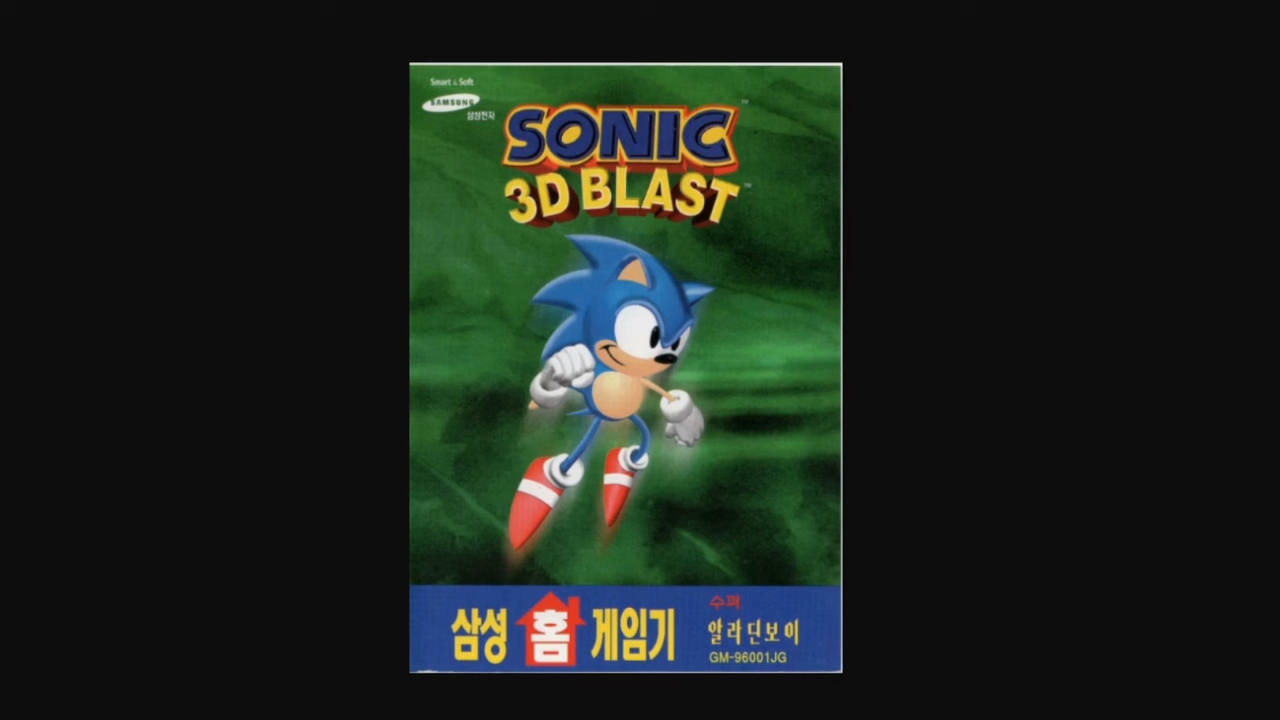 Smart & Soft
SAMSUNG
삼성전자
SONIC TM
3D BLAST TM
삼성 홈 게임기
수퍼
알라딘보이
GM-96001JG